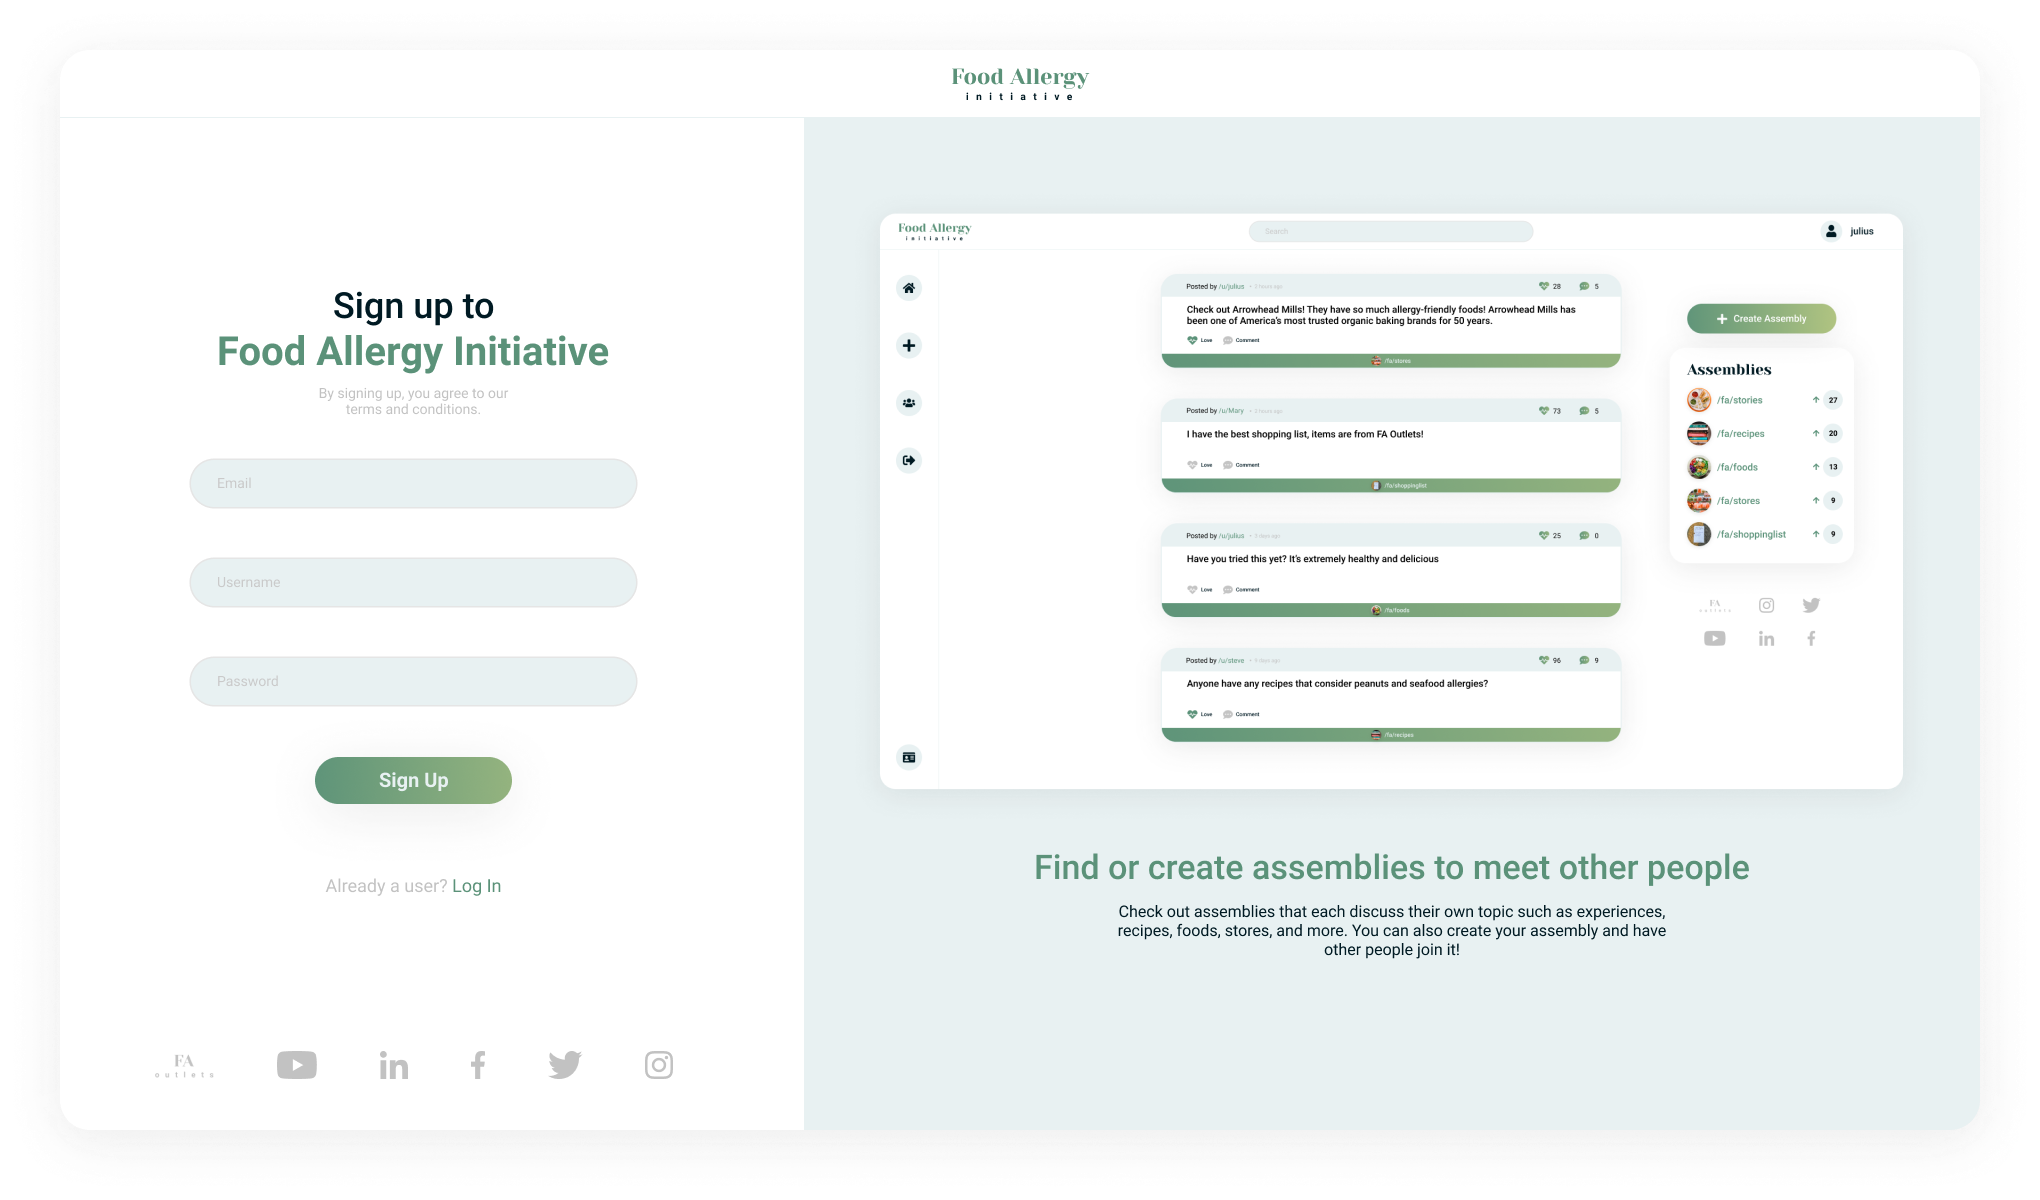 Food Allergy
initiative
Sign up to
Food Allergy Initiative
By signing up, you agree to our
terms and conditions.
Email
Username
Password
Sign Up
Already a user? Log In
FA
outlets
Food Allergy
initiative
Search
julius
Posted by /u/julius • 2 hours ago 28 5
Check out Arrowhead Mills! They have so much allergy-friendly foods! Arrowhead Mills has
been one of America's most trusted organic baking brands for 50 years.
Love Comment
/fa/stores
Posted by /u/Mary • 2 hours ago 73 5
I have the best shopping list, items are from FA Outlets!
Love Comment
/fa/shoppinglist
Posted by /u/julius 25 0
Have you tried this yet? It's extremely healthy and delicious
Love Comment
/fa/foods
Posted by /u/steve 96 9
Anyone have any recipes that consider peanuts and seafood allergies?
Love Comment
/fa/recipes
Create Assembly
Assemblies
/fa/stories 27
/fa/recipes 20
/fa/foods 13
/fa/stores 9
/fa/shoppinglist 9
FA
outlets
Find or create assemblies to meet other people
Check out assemblies that each discuss their own topic such as experiences,
recipes, foods, stores, and more. You can also create your assembly and have
other people join it!